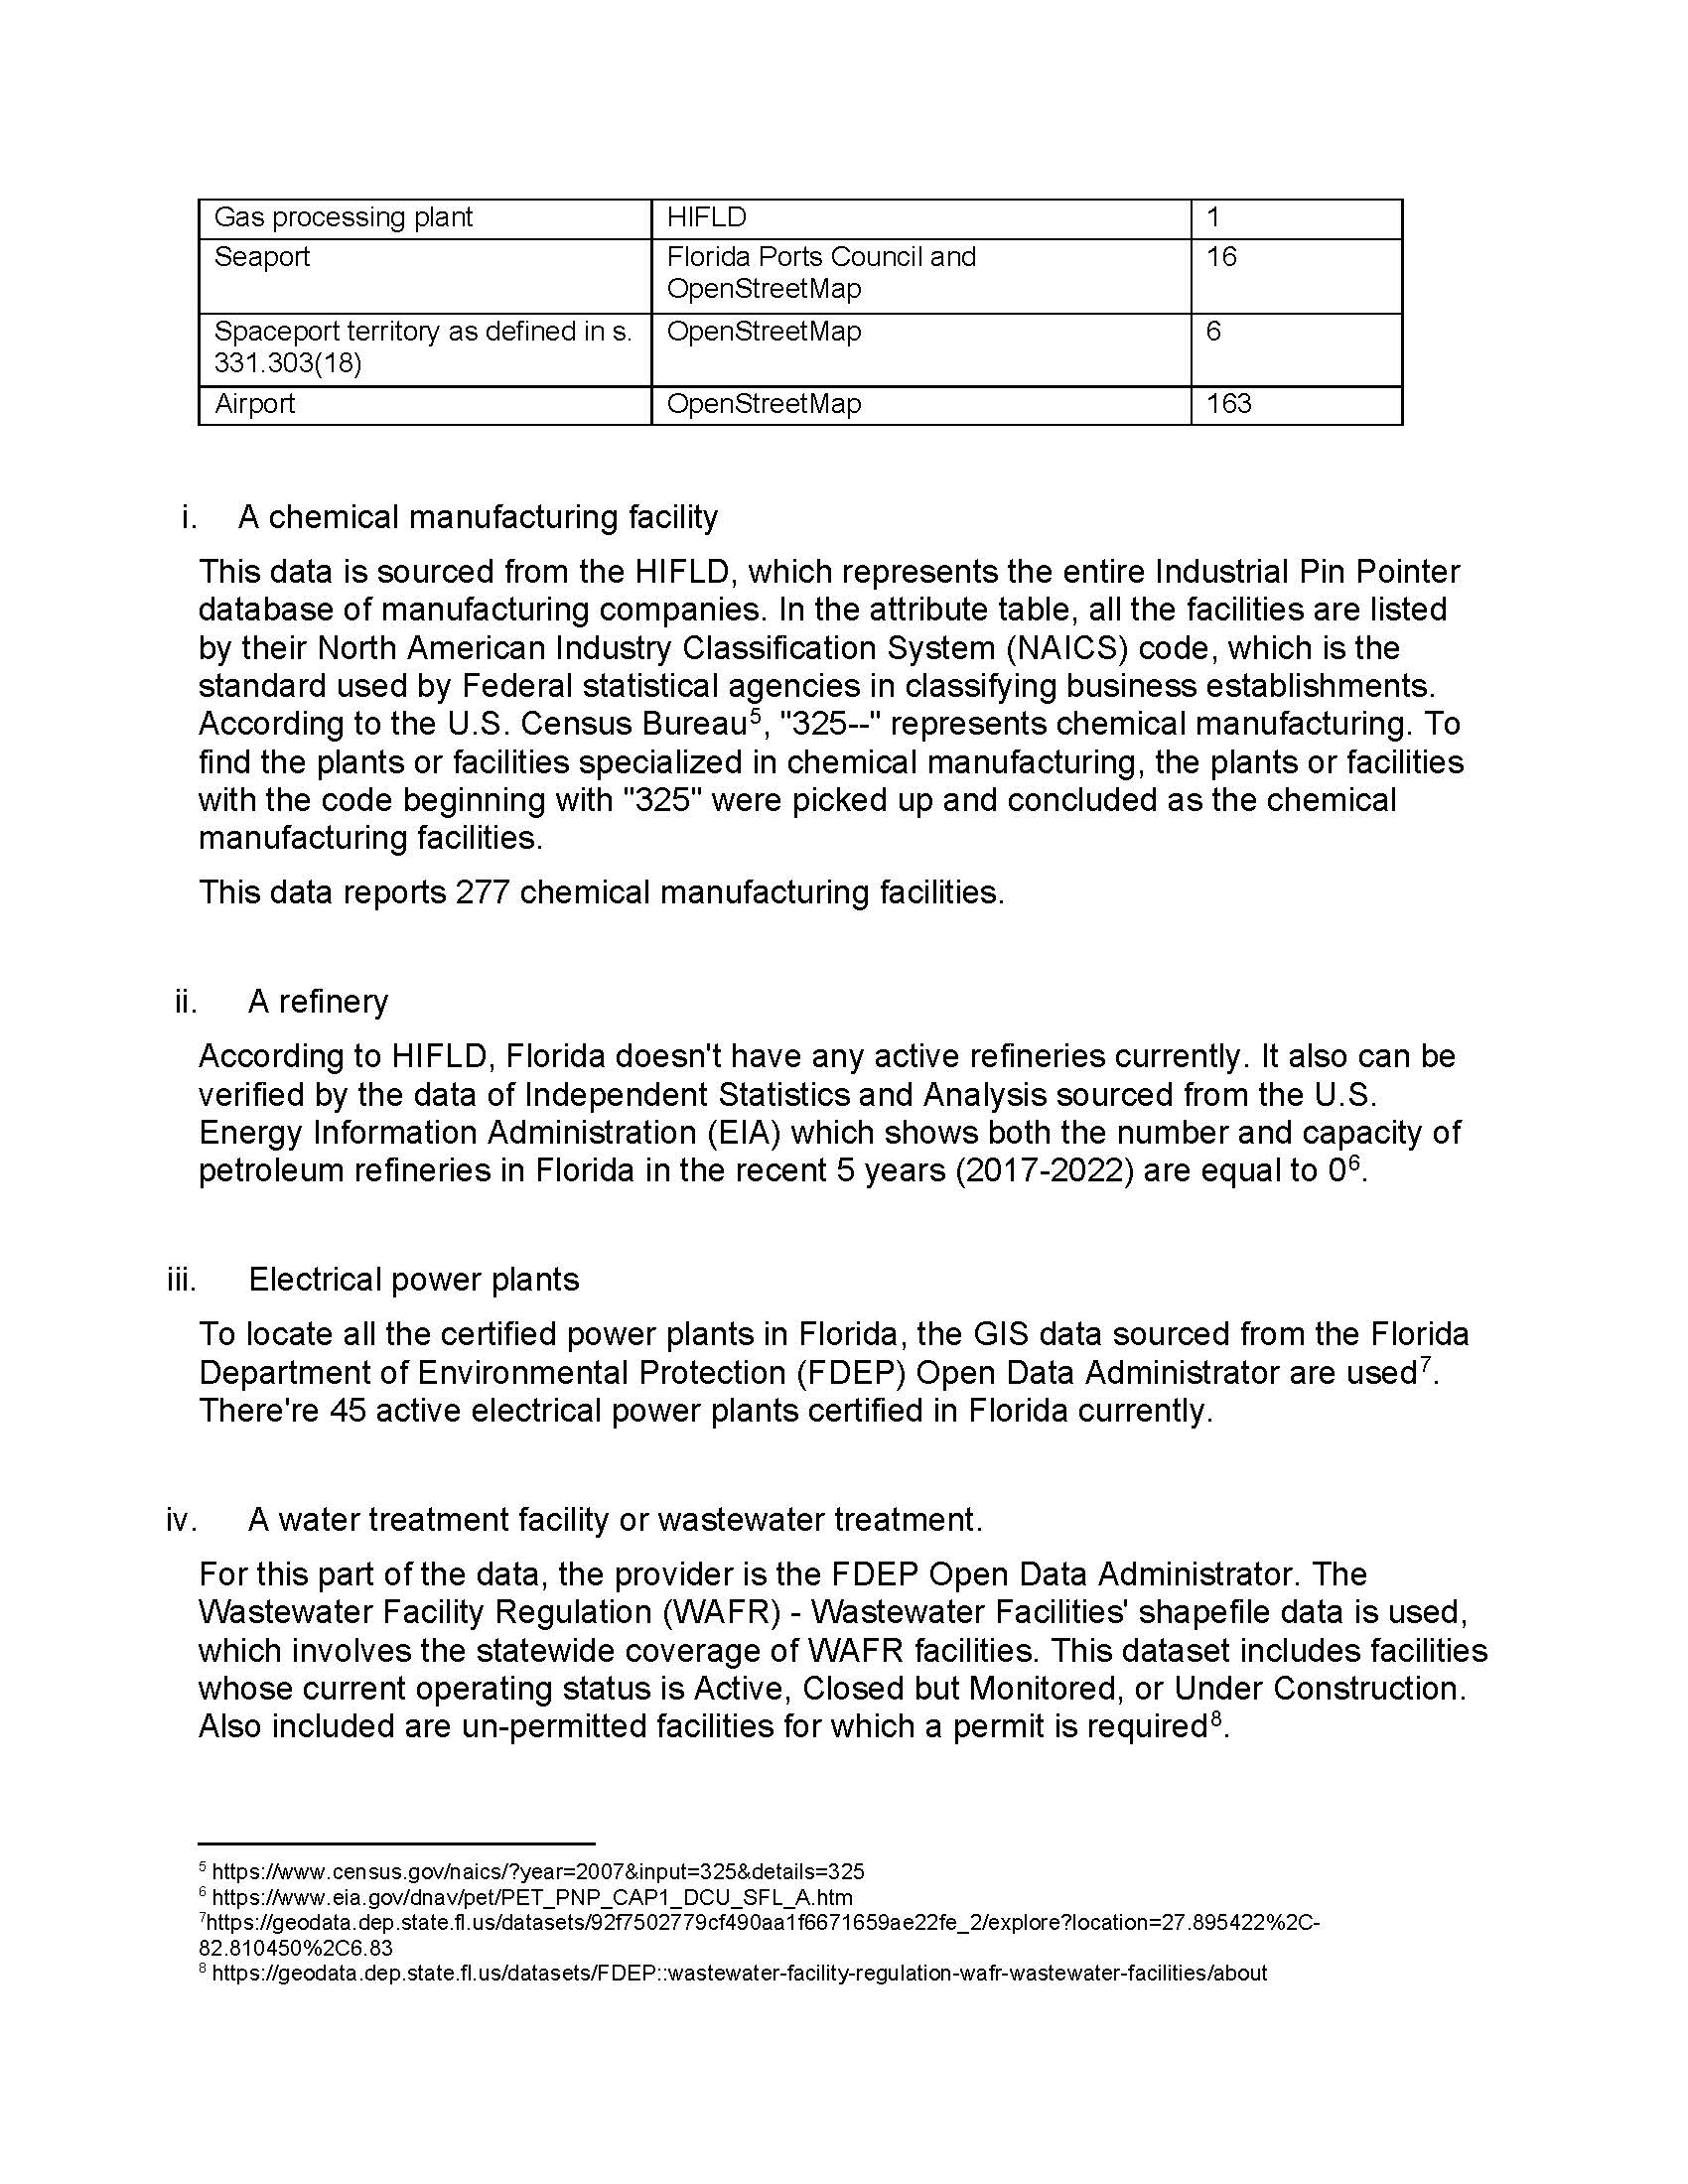 Gas processing plant HIFLD 1
Seaport Florida Ports Council and 16
OpenStreetMap
Spaceport territory as defined in s. OpenStreetMap 6
331.303(18)
Airport OpenStreetMap 163
i. A chemical manufacturing facility
This data is sourced from the HIFLD, which represents the entire Industrial Pin Pointer
database of manufacturing companies. In the attribute table, all the facilities are listed
by their North American Industry Classification System (NAICS) code, which is the
standard used by Federal statistical agencies in classifying business establishments.
According to the U.S. Census Bureau5, "325--" represents chemical manufacturing. To
find the plants or facilities specialized in chemical manufacturing, the plants or facilities
with the code beginning with "325" were picked up and concluded as the chemical
manufacturing facilities.
This data reports 277 chemical manufacturing facilities.
ii. A refinery
According to HIFLD, Florida doesn't have any active refineries currently. It also can be
verified by the data of Independent Statistics and Analysis sourced from the U.S.
Energy Information Administration (EIA) which shows both the number and capacity of
petroleum refineries in Florida in the recent 5 years (2017-2022) are equal to 06.
iii. Electrical power plants
To locate all the certified power plants in Florida, the GIS data sourced from the Florida
Department of Environmental Protection (FDEP) Open Data Administrator are used7.
There're 45 active electrical power plants certified in Florida currently.
iv. A water treatment facility or wastewater treatment.
For this part of the data, the provider is the FDEP Open Data Administrator. The
Wastewater Facility Regulation (WAFR) - Wastewater Facilities' shapefile data is used,
which involves the statewide coverage of WAFR facilities. This dataset includes facilities
whose current operating status is Active, Closed but Monitored, or Under Construction.
Also included are un-permitted facilities for which a permit is required8.
5 https://www.census.gov/naics/?year=2007&input=325&details=325
6 https://www.eia.gov/dnav/pet/PET_PNP_CAP1_DCU_SFL_A.htm
7https://geodata.dep.state.fl.us/datasets/92f7502779cf490aa1f6671659ae22fe_2/explore?location=27.895422%2C-
82.810450%2C6.83
8 https://geodata.dep.state.fl.us/datasets/FDEP::wastewater-facility-regulation-wafr-wastewater-facilities/about